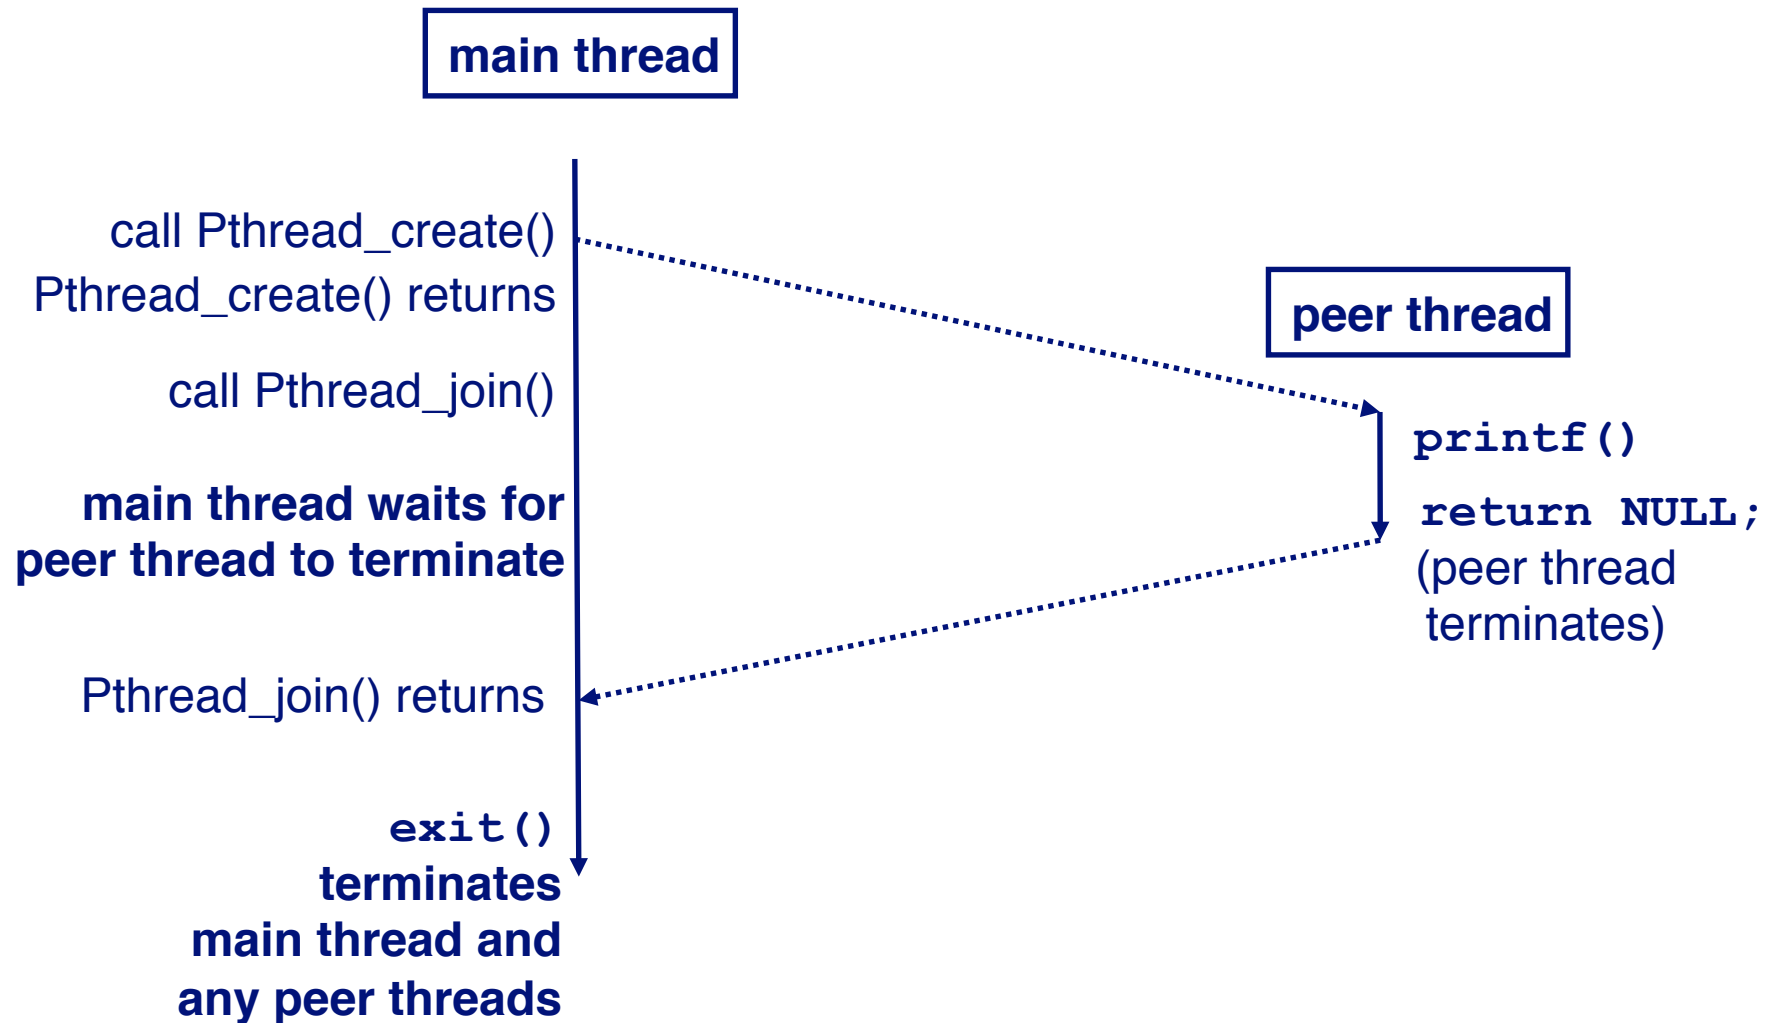 main thread
call Pthread_create()
Pthread_create() returns
peer thread
call Pthread_join()
printf()
main thread waits for
peer thread to terminate
return NULL;
(peer thread
terminates)
Pthread_join() returns
exit()
terminates
main thread and
any peer threads